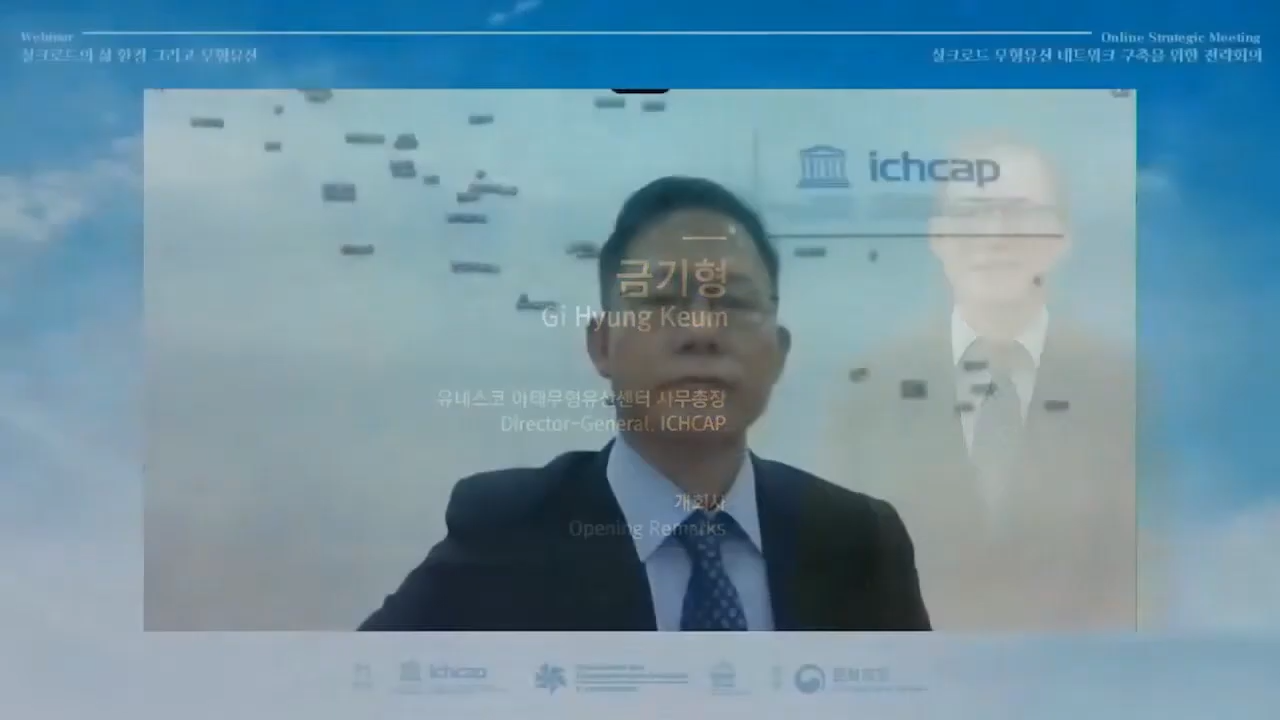 Webinar
실크로드의 삶 환경 그리고 무형유산
Online Strategic Meeting
실크로드 무형유산 네트워크 구축을 위한 전략회의
ichcap
금기형
Gi Hyung Keum
유네스코 아태무형유산센터 사무총장
Director-General, ICHCAP
개회사
Opening Remarks
ichcap